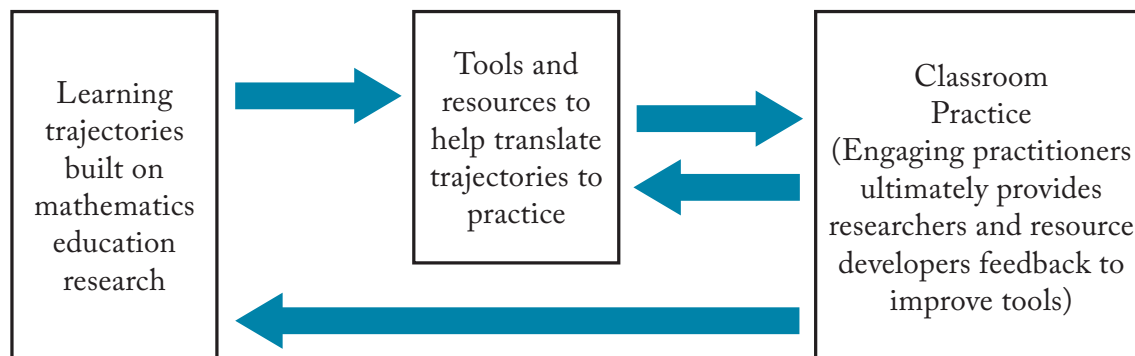 Learning
trajectories
built on
mathematics
education
research
Tools and
resources to
help translate
trajectories to
practice
Classroom
Practice
(Engaging practitioners
ultimately provides
researchers and resource
developers feedback to
improve tools)